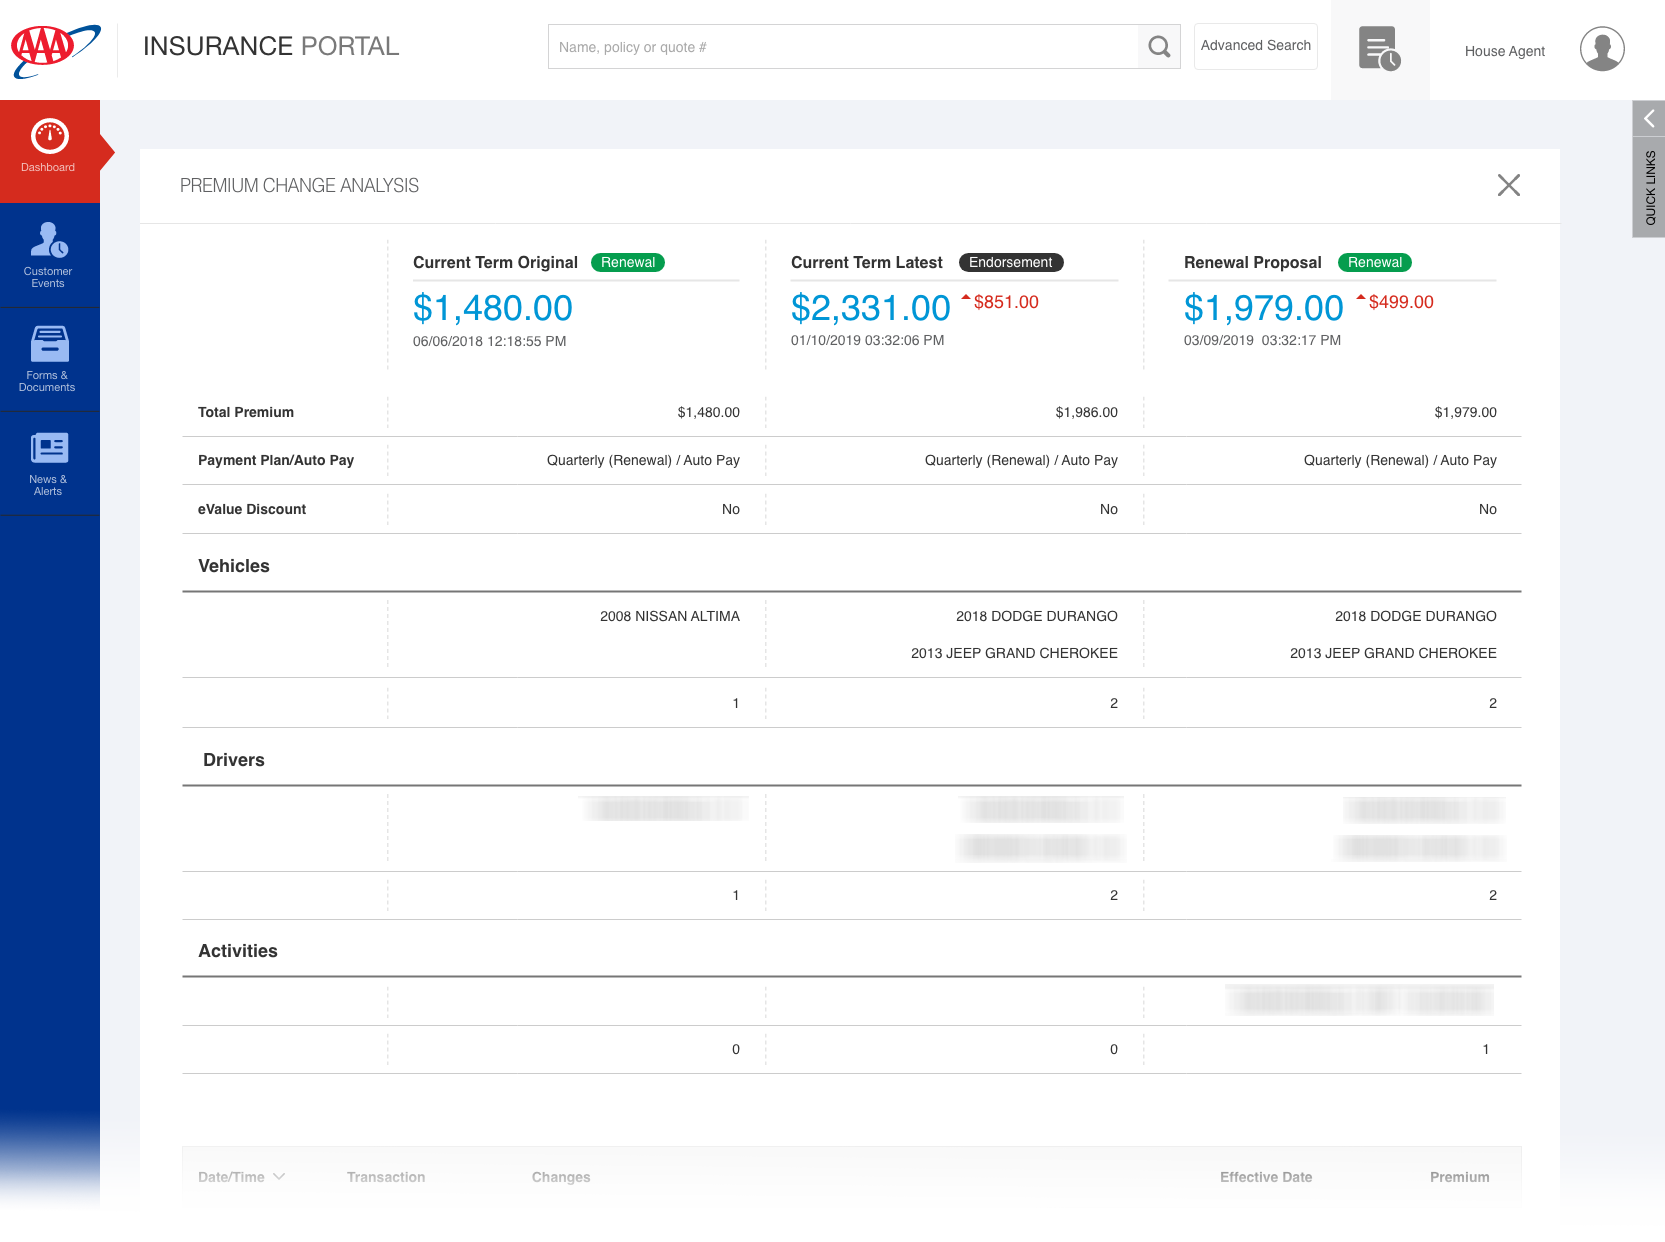 AAA
INSURANCE PORTAL
Name, policy or quote #
Advanced Search
House Agent
Dashboard
Customer
Events
Forms &
Documents
News &
Alerts
QUICK LINKS
PREMIUM CHANGE ANALYSIS
Current Term Original Renewal
$1,480.00
06/06/2018 12:18:55 PM
Current Term Latest Endorsement
$2,331.00 $851.00
01/10/2019 03:32:06 PM
Renewal Proposal Renewal
$1,979.00 $499.00
03/09/2019 03:32:17 PM
Total Premium $1,480.00 $1,986.00 $1,979.00
Payment Plan/Auto Pay Quarterly (Renewal) / Auto Pay Quarterly (Renewal) / Auto Pay Quarterly (Renewal) / Auto Pay
eValue Discount No No No
Vehicles
2008 NISSAN ALTIMA 2018 DODGE DURANGO 2018 DODGE DURANGO
2013 JEEP GRAND CHEROKEE 2013 JEEP GRAND CHEROKEE
1 2 2
Drivers
1 2 2
Activities
0 0 1
Date/Time Transaction Changes Effective Date Premium